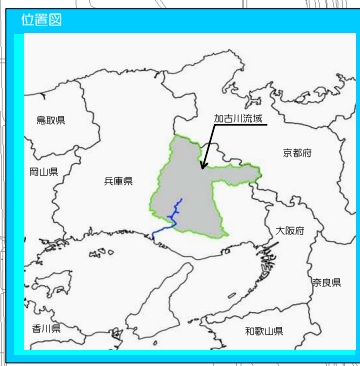 位置図
鳥取県
加古川流域
京都府
岡山県
兵庫県
大阪府
奈良県
香川県
和歌山県